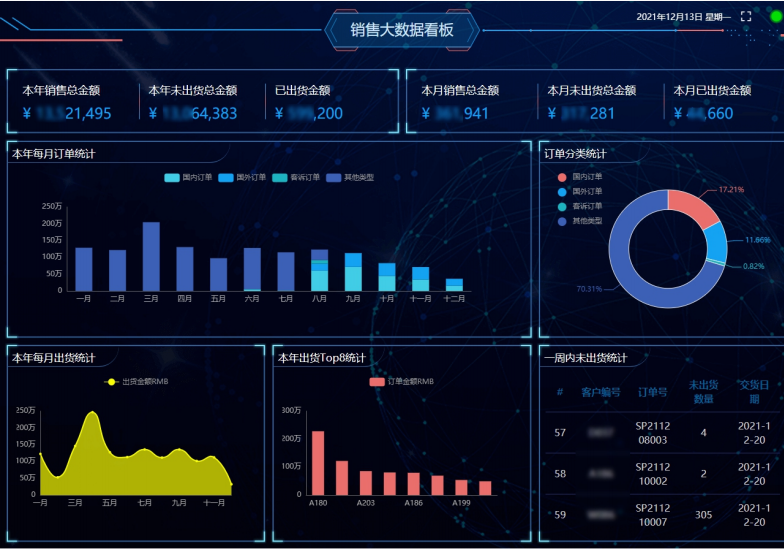 销售大数据看板
2021年12月13日 星期一
本年销售总金额
本年未出货总金额
已出货总金额
本月销售总金额
本月未出货总金额
本月已出货总金额
¥ 21,495
¥ 64,383
¥ ,200
¥ ,941
¥ 281
¥ ,660
本年每月订单统计
国内订单 国外订单 客诉订单 其他类型
250万
200万
150万
100万
50万
0
一月 二月 三月 四月 五月 六月 七月 八月 九月 十月 十一月 十二月
订单分类统计
国内订单
国外订单
客诉订单
其他类型
17.21%
11.66%
0.82%
70.31%
本年每月出货统计
出货金额RMB
250万
200万
150万
100万
50万
0
一月 三月 五月 七月 九月 十一月
本年出货Top8统计
订单金额RMB
300万
200万
100万
0
A180 A203 A186 A199
一周内未出货统计
# 客户编号 订单号 未出货数量 交货日期
57 SP211208003 4 2021-12-20
58 SP211210002 2 2021-12-20
59 SP211210007 305 2021-12-20